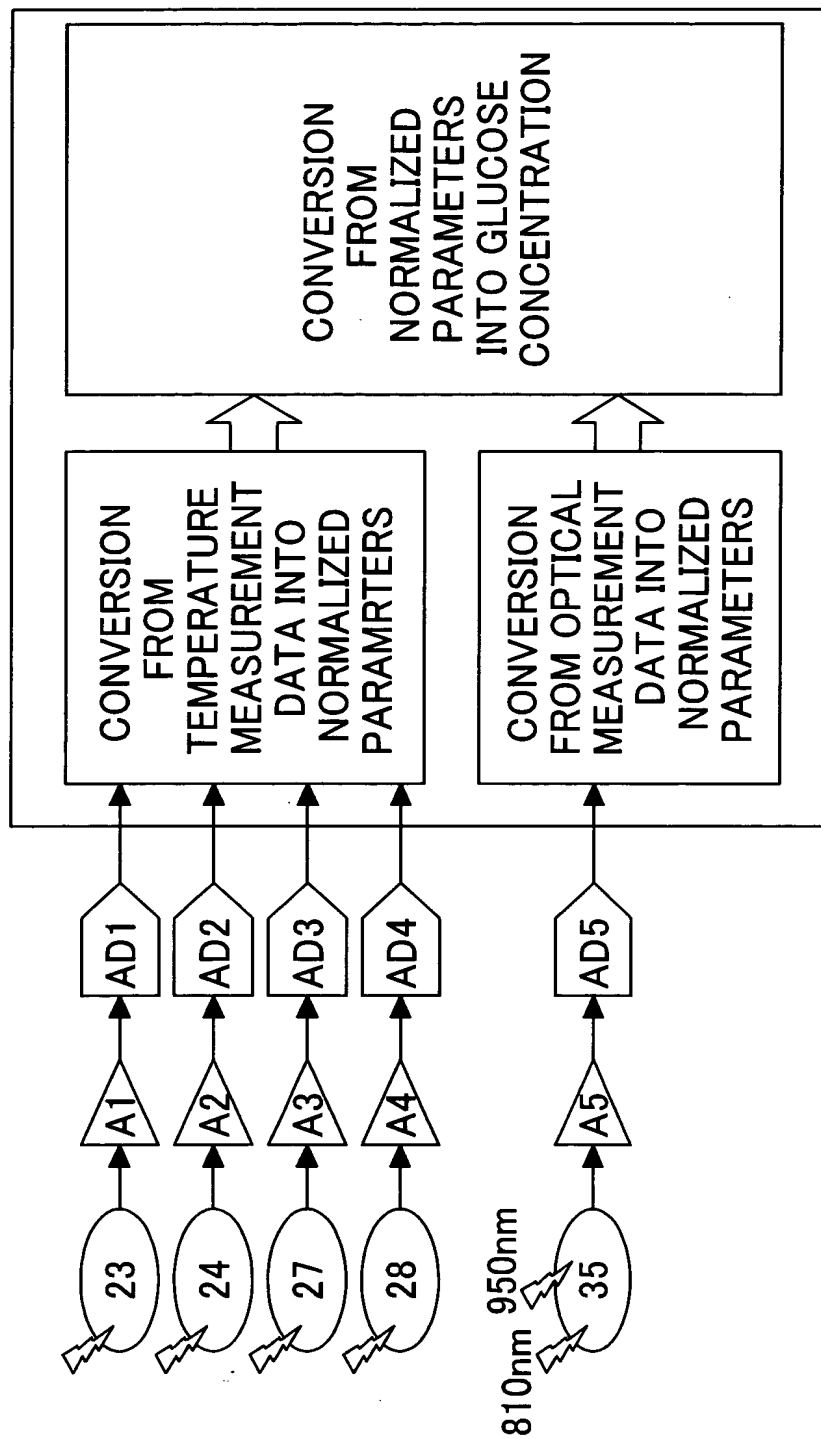 23
A1
AD1
24
A2
AD2
27
A3
AD3
28
A4
AD4
810nm
950nm
35
A5
AD5
CONVERSION
FROM
TEMPERATURE
MEASUREMENT
DATA INTO
NORMALIZED
PARAMRTERS
CONVERSION
FROM OPTICAL
MEASUREMENT
DATA INTO
NORMALIZED
PARAMETERS
CONVERSION
FROM
NORMALIZED
PARAMETERS
INTO GLUCOSE
CONCENTRATION